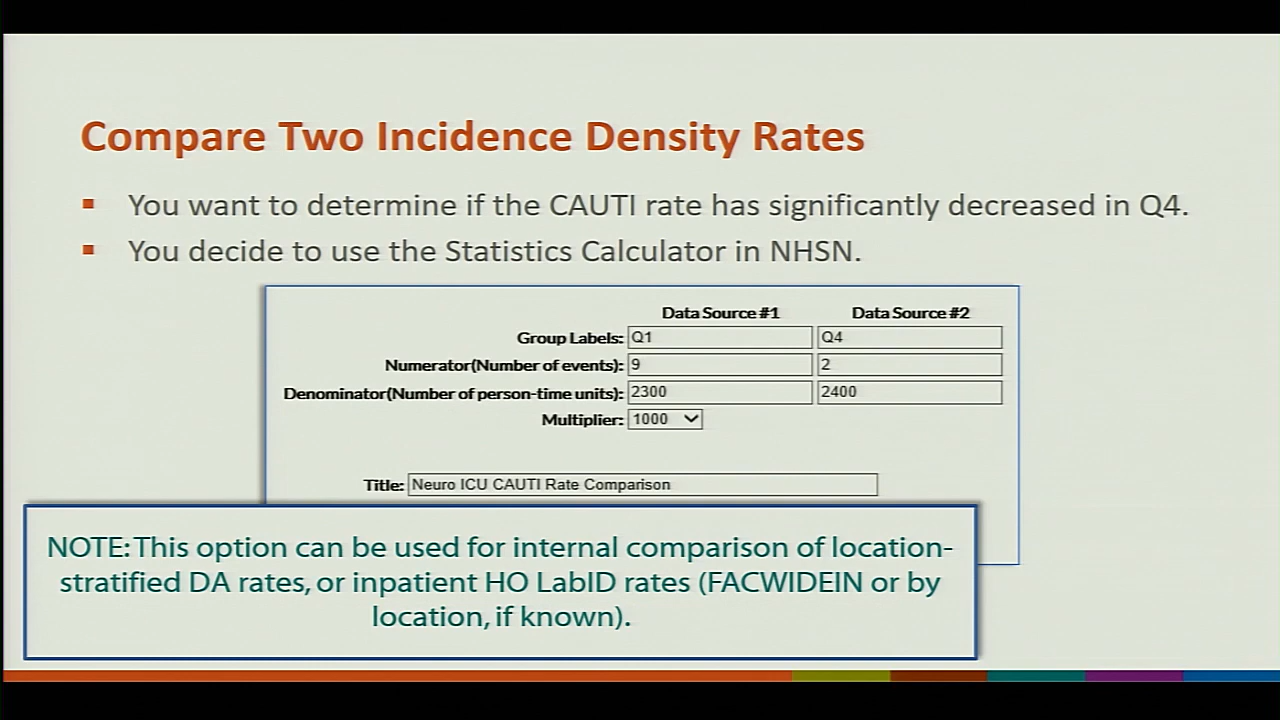 Compare Two Incidence Density Rates
You want to determine if the CAUTI rate has significantly decreased in Q4.
You decide to use the Statistics Calculator in NHSN.
Data Source #1 Data Source #2
Group Labels: Q1 Q4
Numerator(Number of events): 9 2
Denominator(Number of person-time units): 2300 2400
Multiplier: 1000
Title: Neuro ICU CAUTI Rate Comparison
NOTE: This option can be used for internal comparison of location-
stratified DA rates, or inpatient HO LabID rates (FACWIDEIN or by
location, if known).